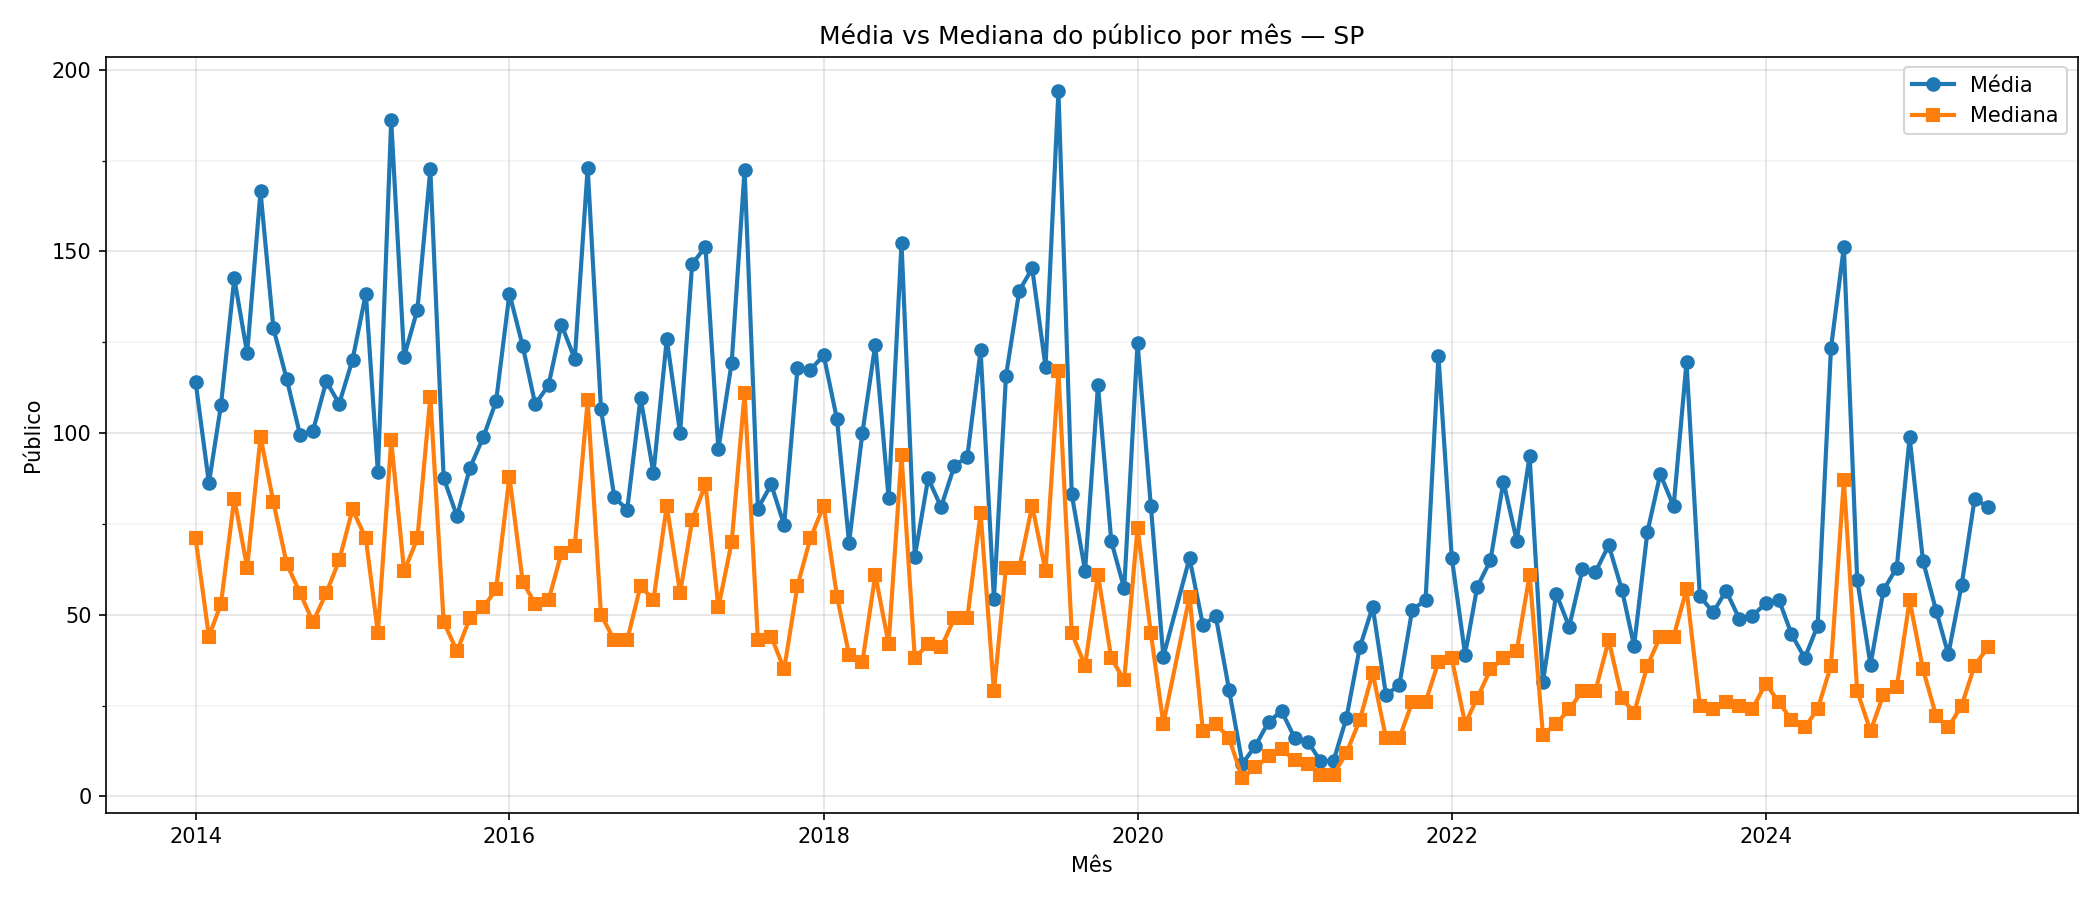 Média vs Mediana do público por mês — SP
Média
Mediana
Público
200
150
100
50
0
2014 2016 2018 2020 2022 2024
Mês